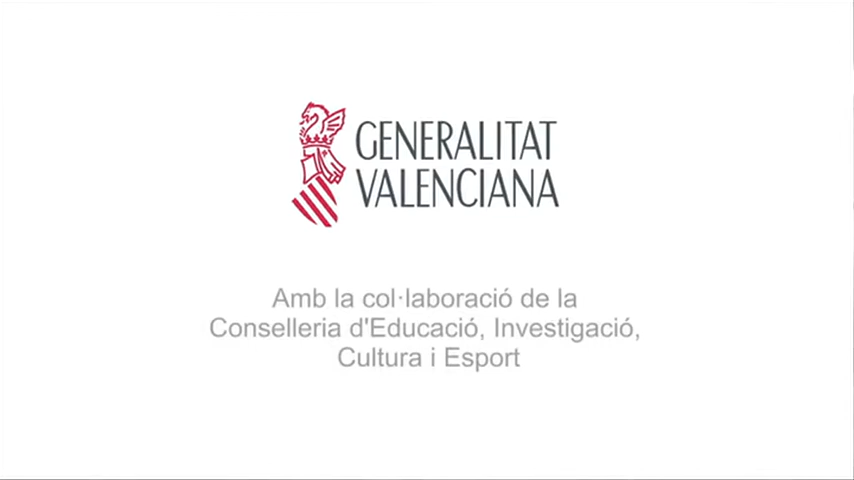 GENERALITAT
VALENCIANA
Amb la col·laboració de la
Conselleria d'Educació, Investigació,
Cultura i Esport